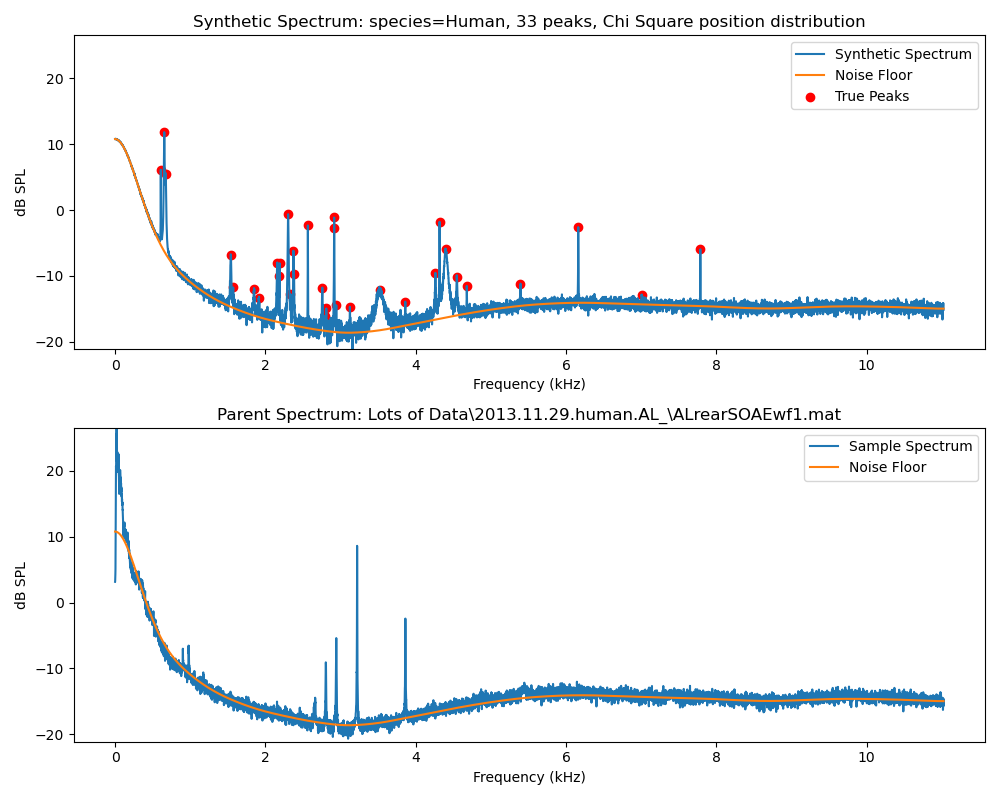 Synthetic Spectrum: species=Human, 33 peaks, Chi Square position distribution
20
10
0
−10
−20
dB SPL
Synthetic Spectrum
Noise Floor
True Peaks
0 2 4 6 8 10
Frequency (kHz)
Parent Spectrum: Lots of Data\2013.11.29.human.AL_\ALrearSOAEwf1.mat
20
10
0
−10
−20
dB SPL
Sample Spectrum
Noise Floor
0 2 4 6 8 10
Frequency (kHz)